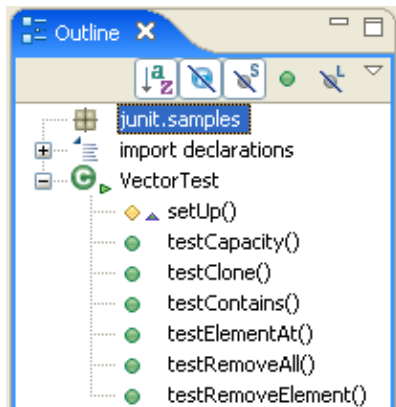 Outline
a
z
S
L
junit.samples
import declarations
C VectorTest
setUp()
testCapacity()
testClone()
testContains()
testElementAt()
testRemoveAll()
testRemoveElement()